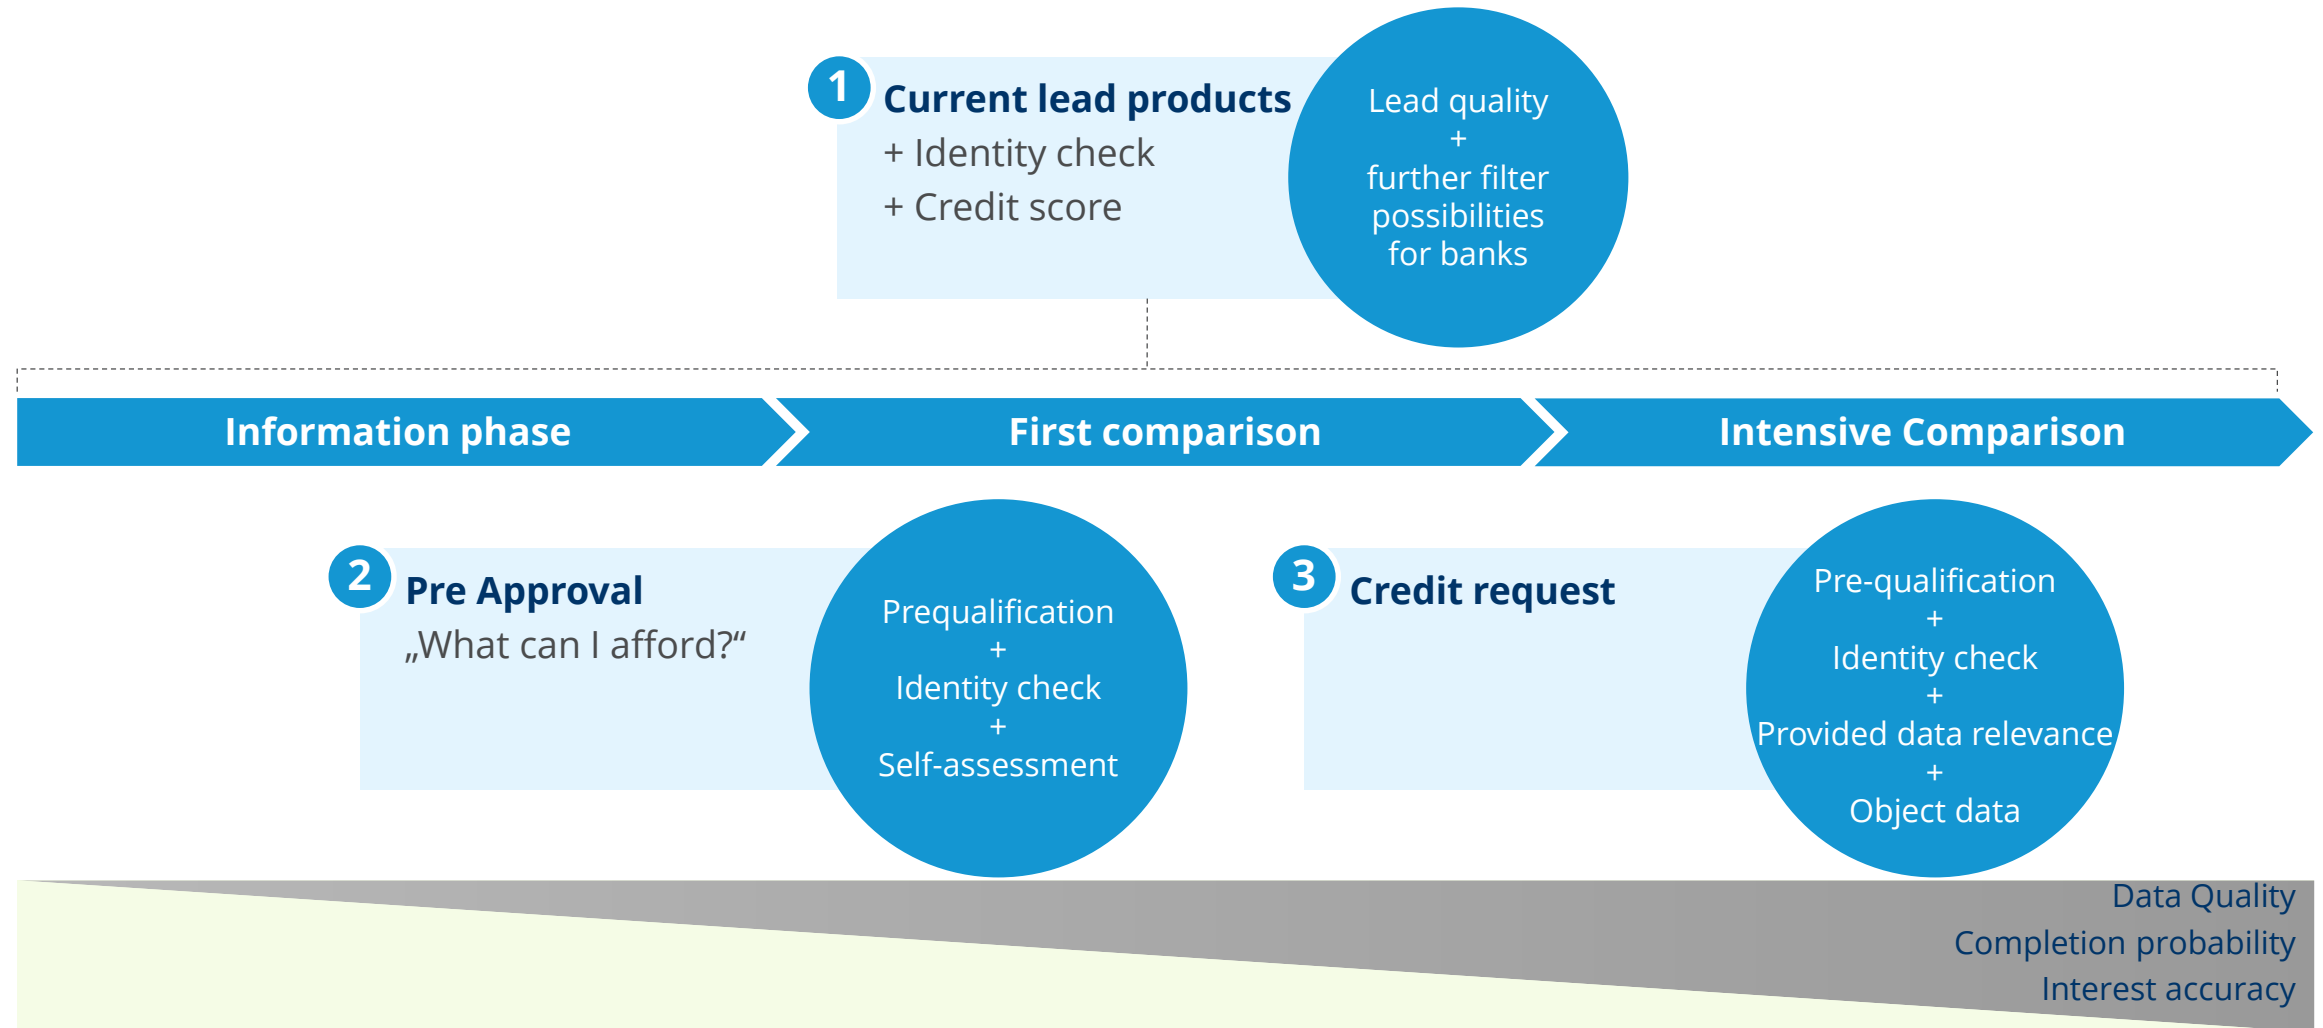 1
Current lead products
+ Identity check
+ Credit score
Lead quality
+
further filter
possibilities
for banks
Information phase
First comparison
Intensive Comparison
2
Pre Approval
„What can I afford?“
Prequalification
+
Identity check
+
Self-assessment
3
Credit request
Pre-qualification
+
Identity check
+
Provided data relevance
+
Object data
Data Quality
Completion probability
Interest accuracy